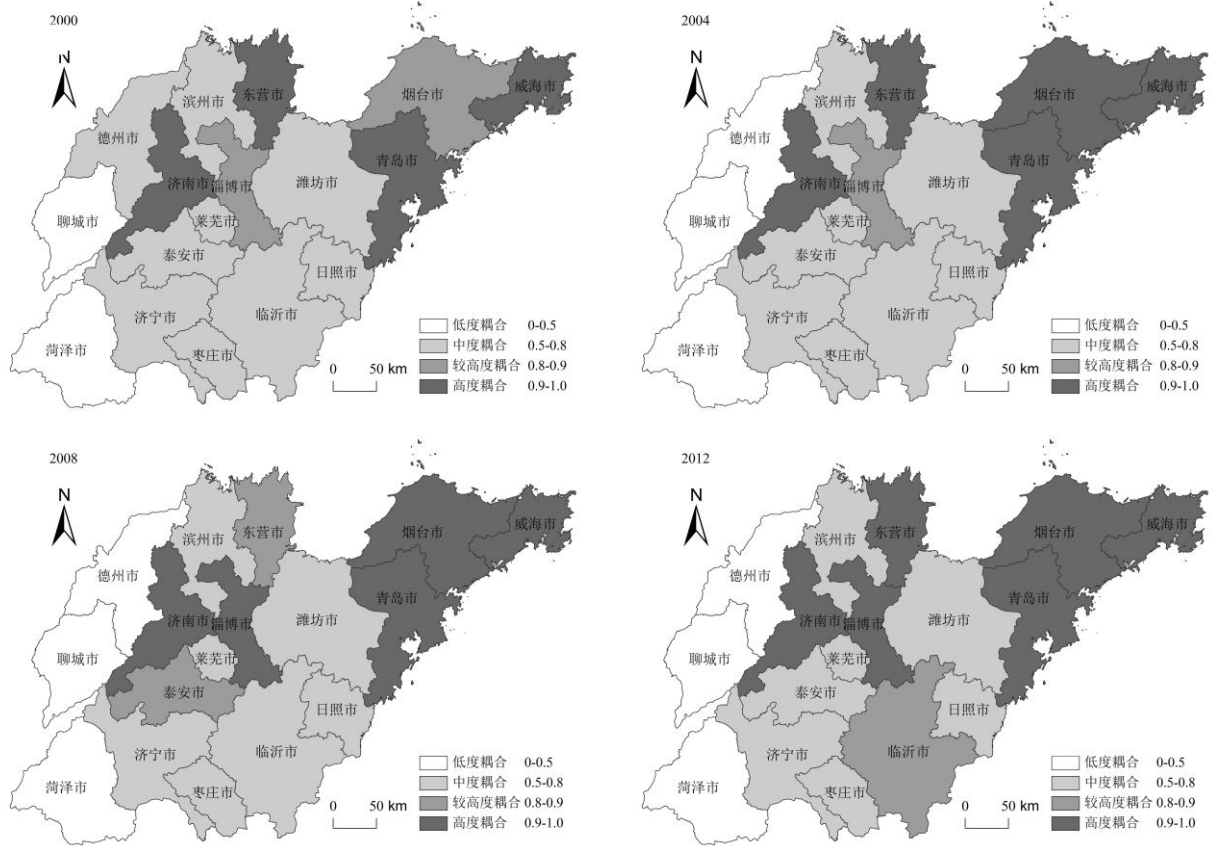 2000
N
滨州市
东营市
烟台市
威海市
德州市
青岛市
济南市
淄博市
潍坊市
聊城市
莱芜市
泰安市
日照市
济宁市
临沂市
菏泽市
枣庄市
0 50 km
低度耦合 0-0.5
中度耦合 0.5-0.8
较高度耦合 0.8-0.9
高度耦合 0.9-1.0
2004
N
滨州市
东营市
烟台市
威海市
德州市
青岛市
济南市
淄博市
潍坊市
聊城市
莱芜市
泰安市
日照市
济宁市
临沂市
菏泽市
枣庄市
0 50 km
低度耦合 0-0.5
中度耦合 0.5-0.8
较高度耦合 0.8-0.9
高度耦合 0.9-1.0
2008
N
滨州市
东营市
烟台市
威海市
德州市
青岛市
济南市
淄博市
潍坊市
聊城市
莱芜市
泰安市
日照市
济宁市
临沂市
菏泽市
枣庄市
0 50 km
低度耦合 0-0.5
中度耦合 0.5-0.8
较高度耦合 0.8-0.9
高度耦合 0.9-1.0
2012
N
滨州市
东营市
烟台市
威海市
德州市
青岛市
济南市
淄博市
潍坊市
聊城市
莱芜市
泰安市
日照市
济宁市
临沂市
菏泽市
枣庄市
0 50 km
低度耦合 0-0.5
中度耦合 0.5-0.8
较高度耦合 0.8-0.9
高度耦合 0.9-1.0